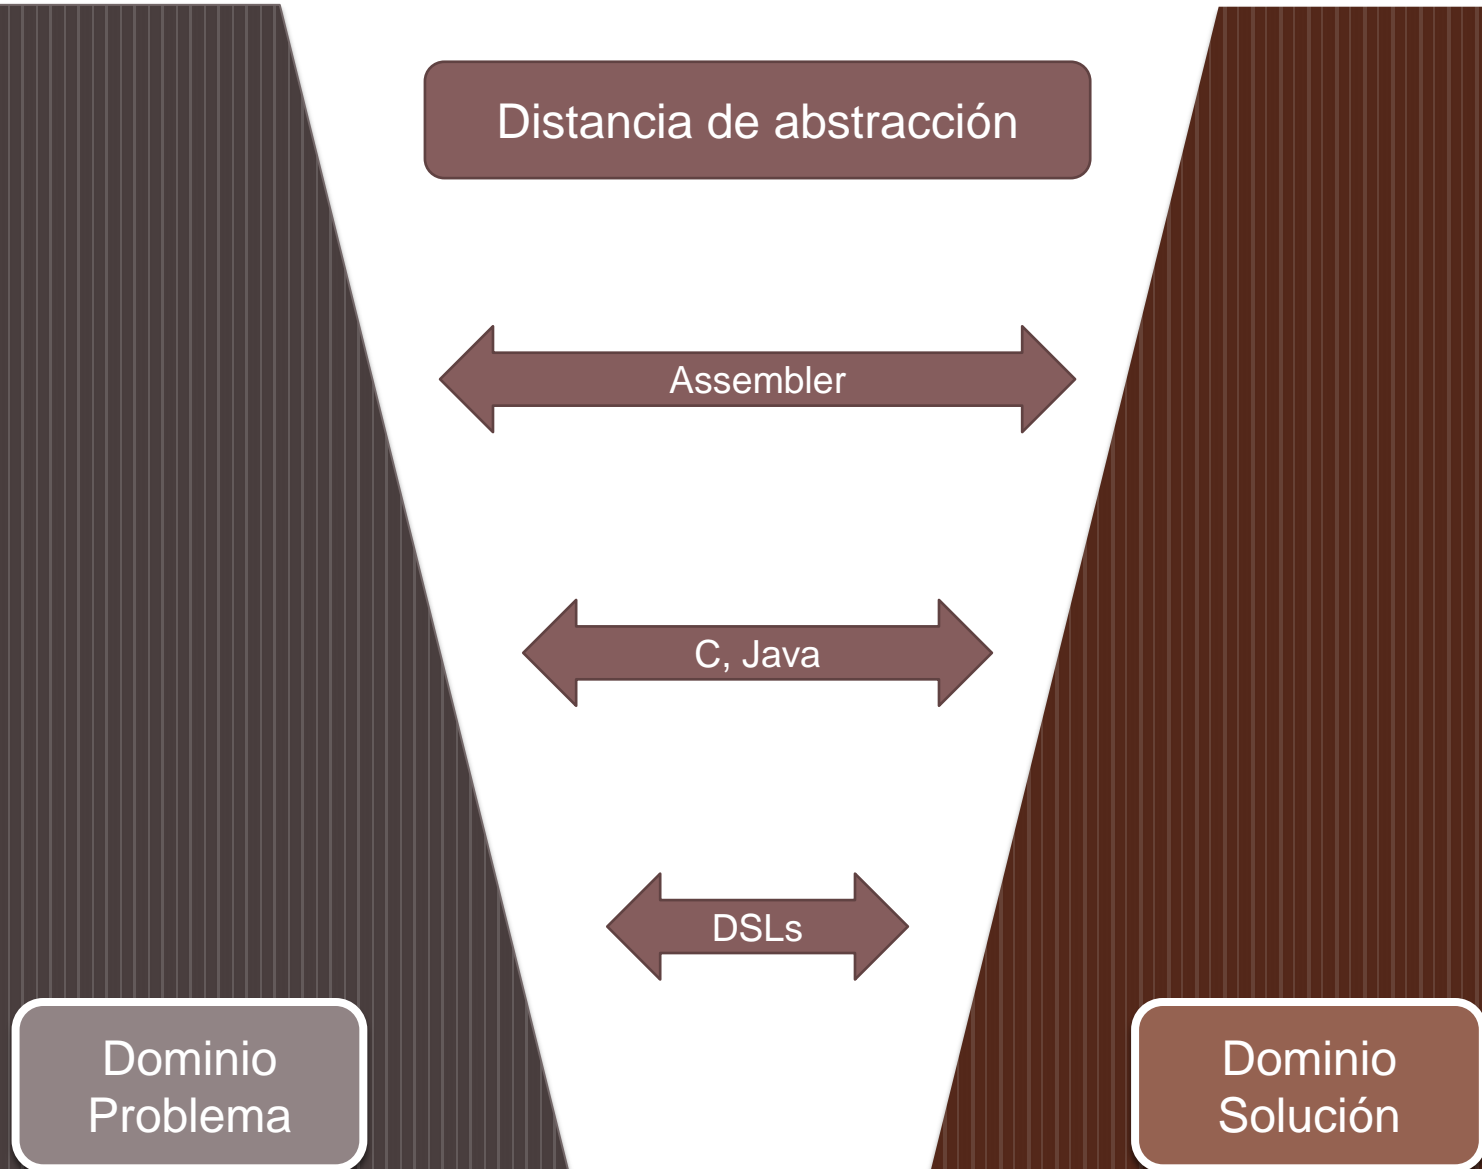 Distancia de abstracción
Assembler
C, Java
DSLs
Dominio
Problema
Dominio
Solución